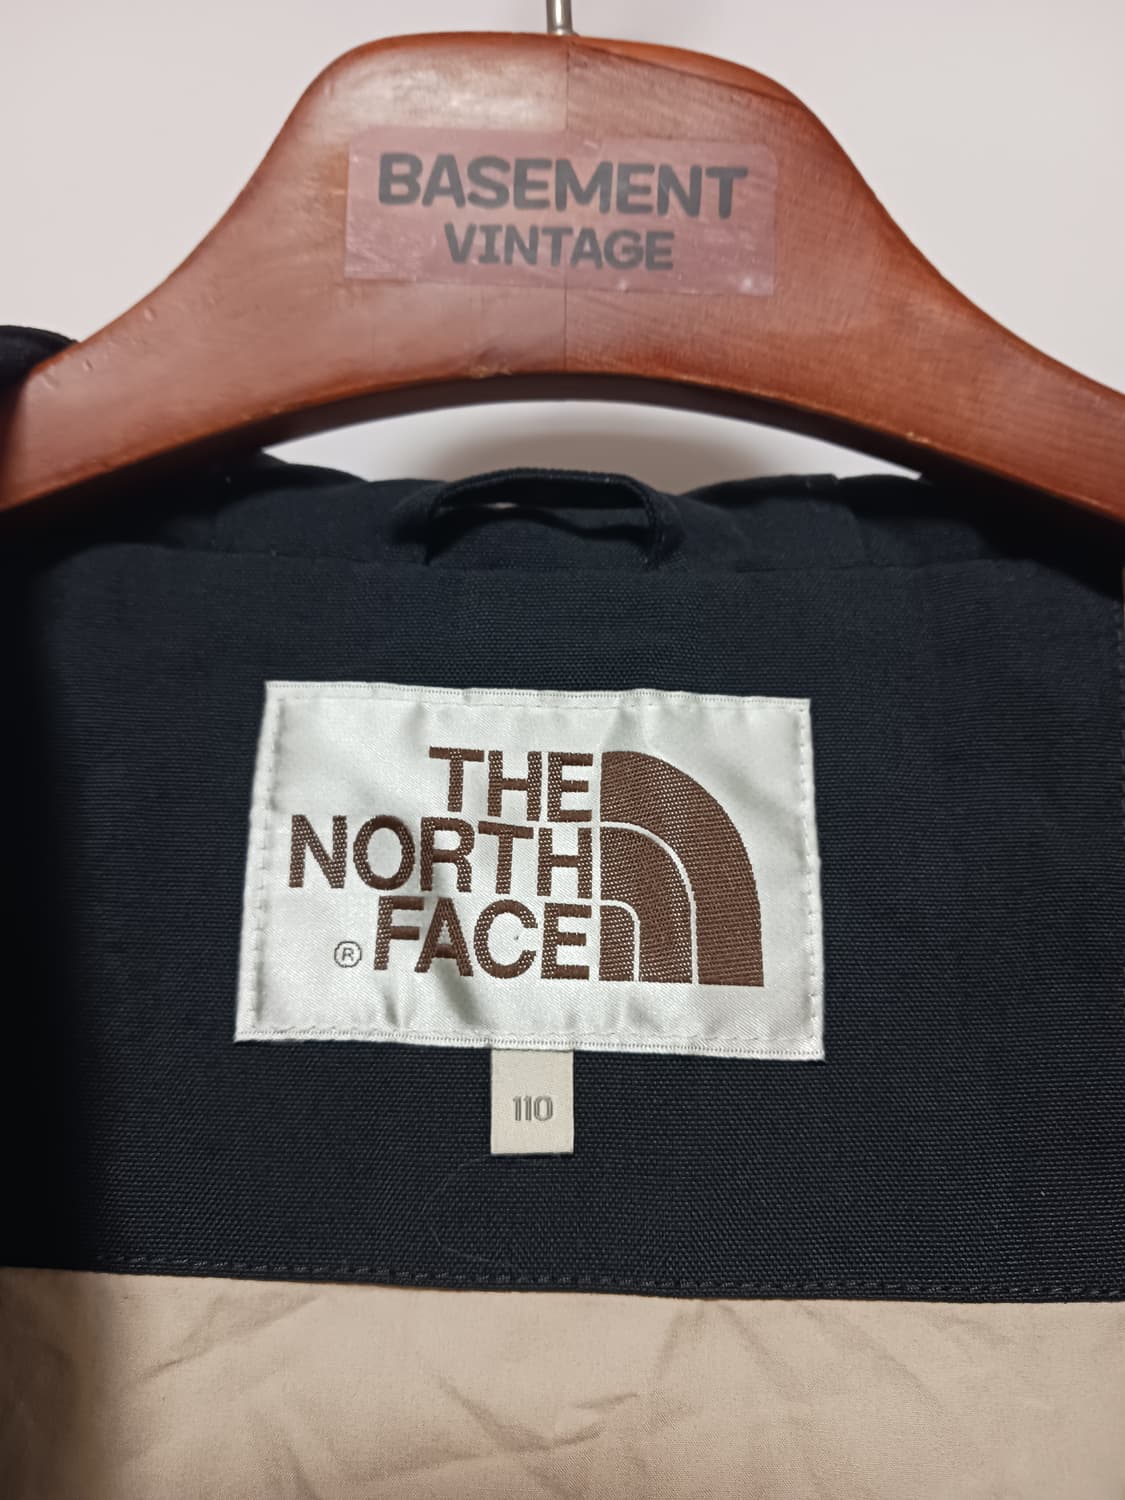 BASEMENT
VINTAGE
THE
NORTH
® FACE
110